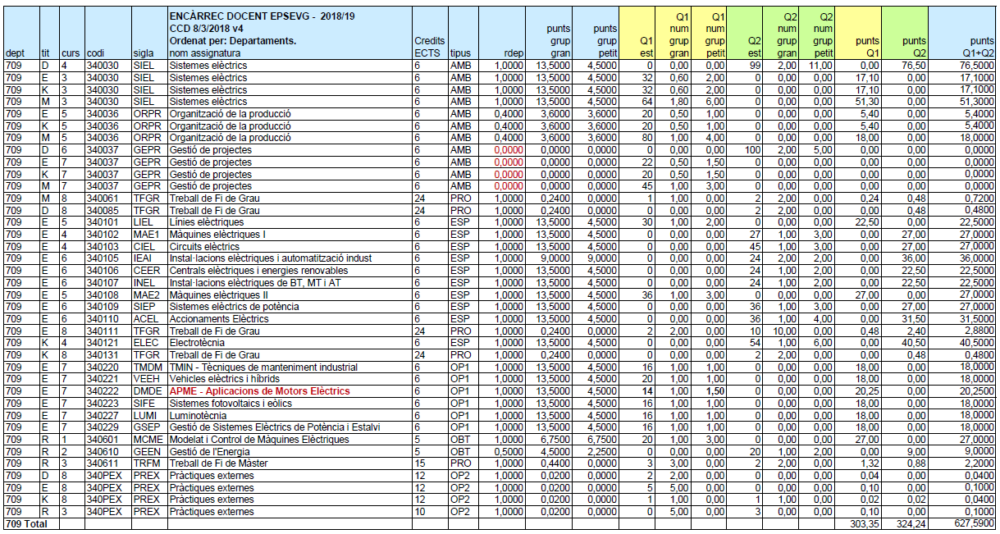 ENCÀRREC DOCENT EPSEVG - 2018/19
CCD 8/3/2018 v4
Ordenat per: Departaments.
dept tit curs codi sigla nom assignatura Credits ECTS tipus rdep punts grup gran punts grup petit Q1 est Q1 num grup gran Q1 num grup petit Q2 est Q2 num grup gran Q2 num grup petit punts Q1 punts Q2 punts Q1+Q2
709 D 4 340030 SIEL Sistemes elèctrics 6 AMB 1,0000 13,5000 4,5000 0 0,00 0,00 99 2,00 11,00 0,00 76,50 76,5000
709 E 3 340030 SIEL Sistemes elèctrics 6 AMB 1,0000 13,5000 4,5000 32 0,60 2,00 0 0,00 0,00 17,10 0,00 17,1000
709 K 3 340030 SIEL Sistemes elèctrics 6 AMB 1,0000 13,5000 4,5000 32 0,60 2,00 0 0,00 0,00 17,10 0,00 17,1000
709 M 3 340030 SIEL Sistemes elèctrics 6 AMB 1,0000 13,5000 4,5000 64 1,80 6,00 0 0,00 0,00 51,30 0,00 51,3000
709 E 5 340036 ORPR Organització de la producció 6 AMB 0,4000 3,6000 3,6000 20 0,50 1,00 0 0,00 0,00 5,40 0,00 5,4000
709 K 5 340036 ORPR Organització de la producció 6 AMB 0,4000 3,6000 3,6000 20 0,50 1,00 0 0,00 0,00 5,40 0,00 5,4000
709 M 5 340036 ORPR Organització de la producció 6 AMB 0,4000 3,6000 3,6000 80 1,00 4,00 0 0,00 0,00 18,00 0,00 18,0000
709 D 6 340037 GEPR Gestió de projectes 6 AMB 0,0000 0,0000 0,0000 0 0,00 0,00 100 2,00 5,00 0,00 0,00 0,0000
709 E 7 340037 GEPR Gestió de projectes 6 AMB 0,0000 0,0000 0,0000 22 0,50 1,50 0 0,00 0,00 0,00 0,00 0,0000
709 K 7 340037 GEPR Gestió de projectes 6 AMB 0,0000 0,0000 0,0000 20 0,50 1,50 0 0,00 0,00 0,00 0,00 0,0000
709 M 7 340037 GEPR Gestió de projectes 6 AMB 0,0000 0,0000 0,0000 45 1,00 3,00 0 0,00 0,00 0,00 0,00 0,0000
709 M 8 340061 TFGR Treball de Fi de Grau 24 PRO 1,0000 0,2400 0,0000 1 1,00 0,00 2 2,00 0,00 0,24 0,48 0,7200
709 D 8 340085 TFGR Treball de Fi de Grau 24 PRO 1,0000 0,2400 0,0000 0 0,00 0,00 2 2,00 0,00 0,00 0,48 0,4800
709 E 5 340101 LIEL Línies elèctriques 6 ESP 1,0000 13,5000 4,5000 30 1,00 2,00 0 0,00 0,00 22,50 0,00 22,5000
709 E 4 340102 MAE1 Màquines elèctriques I 6 ESP 1,0000 13,5000 4,5000 0 0,00 0,00 27 1,00 3,00 0,00 27,00 27,0000
709 E 4 340103 CIEL Circuits elèctrics 6 ESP 1,0000 13,5000 4,5000 0 0,00 0,00 45 1,00 3,00 0,00 27,00 27,0000
709 E 6 340105 IEAI Instal·lacions elèctriques i automatització indust 6 ESP 1,0000 9,0000 9,0000 0 0,00 0,00 24 2,00 2,00 0,00 36,00 36,0000
709 E 6 340106 CEER Centrals elèctriques i energies renovables 6 ESP 1,0000 13,5000 4,5000 0 0,00 0,00 24 1,00 2,00 0,00 22,50 22,5000
709 E 6 340107 INEL Instal·lacions elèctriques de BT, MT i AT 6 ESP 1,0000 13,5000 4,5000 0 0,00 0,00 24 1,00 2,00 0,00 22,50 22,5000
709 E 5 340108 MAE2 Màquines elèctriques II 6 ESP 1,0000 13,5000 4,5000 36 1,00 3,00 0 0,00 0,00 27,00 0,00 27,0000
709 E 6 340109 SIEP Sistemes elèctrics de potència 6 ESP 1,0000 13,5000 4,5000 0 0,00 0,00 36 1,00 3,00 0,00 27,00 27,0000
709 E 6 340110 ACEL Accionaments Elèctrics 6 ESP 1,0000 13,5000 4,5000 0 0,00 0,00 36 1,00 4,00 0,00 31,50 31,5000
709 E 8 340111 TFGR Treball de Fi de Grau 24 PRO 1,0000 0,2400 0,0000 2 2,00 0,00 10 10,00 0,00 0,48 2,40 2,8800
709 K 4 340121 ELEC Electrotècnia 6 ESP 1,0000 13,5000 4,5000 0 0,00 0,00 54 1,00 6,00 0,00 40,50 40,5000
709 K 8 340131 TFGR Treball de Fi de Grau 24 PRO 1,0000 0,2400 0,0000 0 0,00 0,00 2 2,00 0,00 0,00 0,48 0,4800
709 E 7 340220 TMDM TMIN - Tècniques de manteniment industrial 6 OP1 1,0000 13,5000 4,5000 16 1,00 1,00 0 0,00 0,00 18,00 0,00 18,0000
709 E 7 340221 VEEH Vehicles elèctrics i híbrids 6 OP1 1,0000 13,5000 4,5000 20 1,00 1,00 0 0,00 0,00 18,00 0,00 18,0000
709 E 7 340222 DMDE APME - Aplicacions de Motors Elèctrics 6 OP1 1,0000 13,5000 4,5000 14 1,00 1,50 0 0,00 0,00 20,25 0,00 20,2500
709 E 7 340223 SIFE Sistemes fotovoltaics i eòlics 6 OP1 1,0000 13,5000 4,5000 16 1,00 1,00 0 0,00 0,00 18,00 0,00 18,0000
709 E 7 340227 LUMI Luminotècnia 6 OP1 1,0000 13,5000 4,5000 16 1,00 1,00 0 0,00 0,00 18,00 0,00 18,0000
709 E 7 340229 GSEP Gestió de Sistemes Elèctrics de Potència i Estalvi 6 OP1 1,0000 13,5000 4,5000 16 1,00 1,00 0 0,00 0,00 18,00 0,00 18,0000
709 R 1 340601 MCME Modelat i Control de Màquines Elèctriques 5 OBT 1,0000 6,7500 6,7500 20 1,00 3,00 0 0,00 0,00 27,00 0,00 27,0000
709 R 2 340610 GEEN Gestió de l'Energia 5 OBT 0,5000 4,5000 2,2500 0 0,00 0,00 20 1,00 2,00 0,00 9,00 9,0000
709 R 3 340611 TRFM Treball de Fi de Màster 15 PRO 1,0000 0,4400 0,0000 3 3,00 0,00 2 2,00 0,00 1,32 0,88 2,2000
709 D 8 340PEX PREX Pràctiques externes 12 OP2 1,0000 0,0200 0,0000 2 2,00 0,00 0 0,00 0,00 0,04 0,00 0,0400
709 E 8 340PEX PREX Pràctiques externes 12 OP2 1,0000 0,0200 0,0000 5 5,00 0,00 0 0,00 0,00 0,10 0,00 0,1000
709 K 8 340PEX PREX Pràctiques externes 12 OP2 1,0000 0,0200 0,0000 1 1,00 0,00 1 1,00 0,00 0,02 0,02 0,0400
709 R 3 340PEX PREX Pràctiques externes 10 OP2 1,0000 0,0200 0,0000 0 5,00 0,00 3 0,00 0,00 0,10 0,00 0,1000
709 Total 303,35 324,24 627,5900